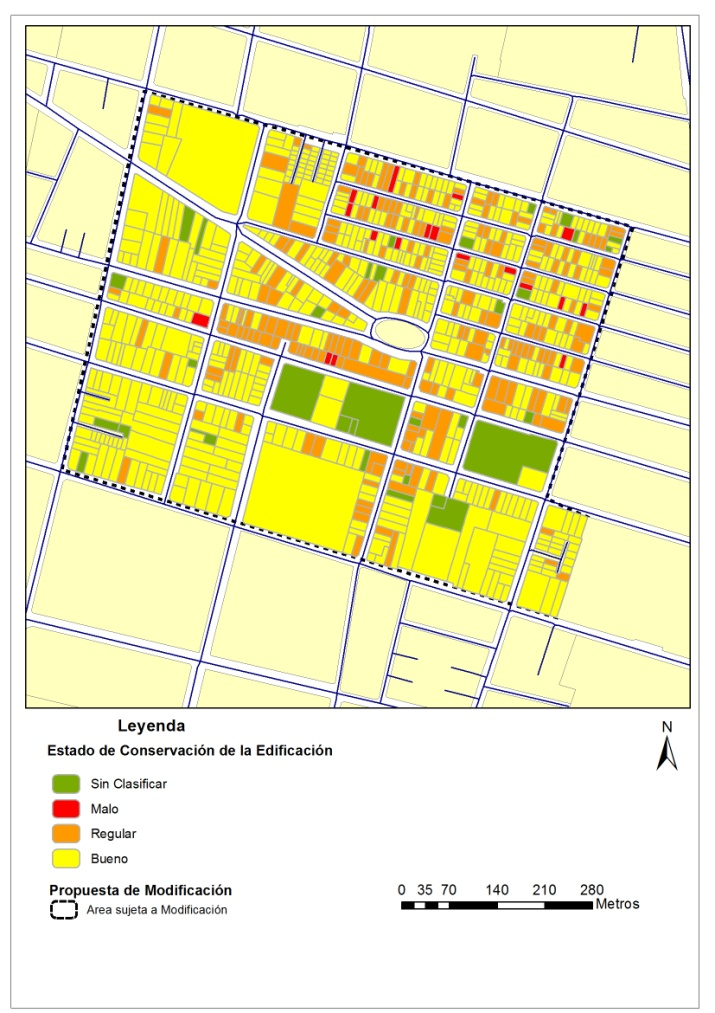 Leyenda
N
Estado de Conservación de la Edificación
Sin Clasificar
Malo
Regular
Bueno
Propuesta de Modificación
Area sujeta a Modificación
0 35 70 140 210 280
Metros